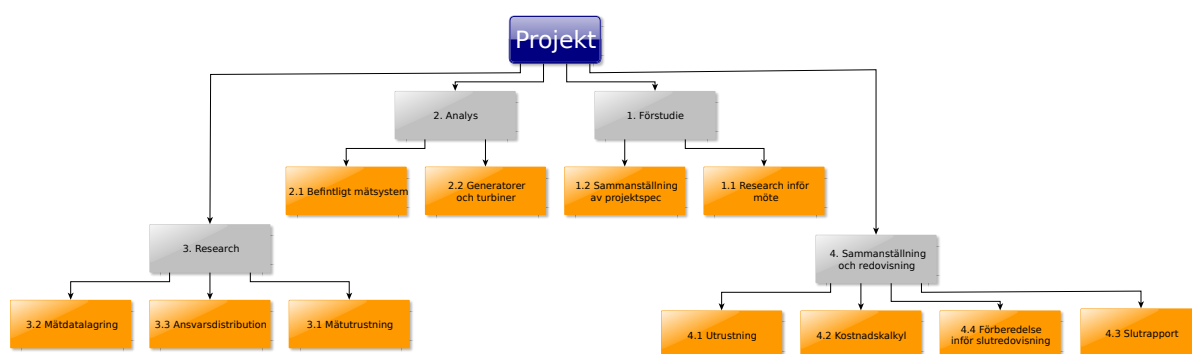 Projekt
2. Analys
1. Förstudie
2.1 Befintligt mätsystem
2.2 Generatorer
och turbiner
1.2 Sammanställning
av projektspec
1.1 Research inför
möte
3. Research
4. Sammanställning
och redovisning
3.2 Mätdatalagring
3.3 Ansvarsdistribution
3.1 Mätutrustning
4.1 Utrustning
4.2 Kostnadskalkyl
4.4 Förberedelse
inför slutredovisning
4.3 Slutrapport